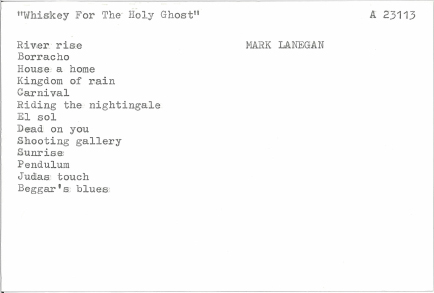 "Whiskey For The Holy Ghost" A 23113
River rise MARK LANEGAN
Borracho
House a home
Kingdom of rain
Carnival
Riding the nightingale
El sol
Dead on you
Shooting gallery
Sunrise
Pendulum
Judas touch
Beggar's blues